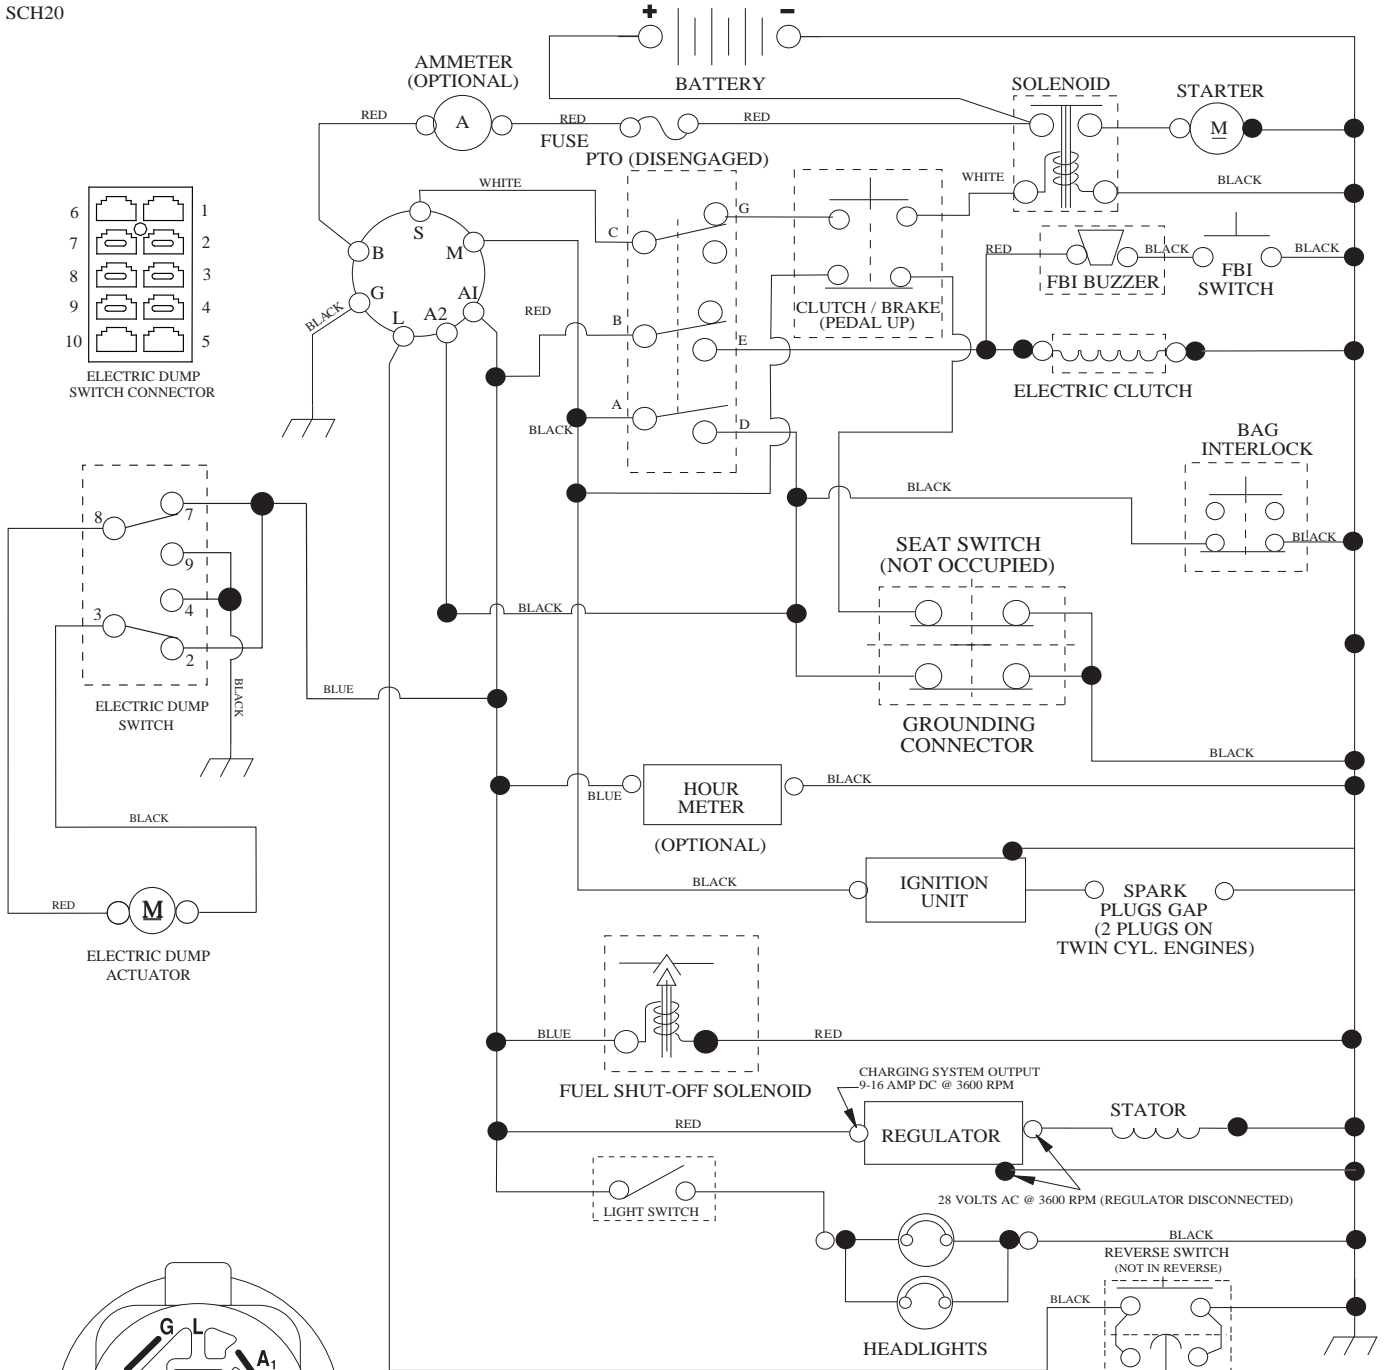 SCH20
+
-
BATTERY
AMMETER
(OPTIONAL)
RED
A
RED
FUSE
RED
SOLENOID
STARTER
M
PTO (DISENGAGED)
WHITE
WHITE
BLACK
6
1
7
2
8
3
9
4
10
5
ELECTRIC DUMP
SWITCH CONNECTOR
S
B
M
G
A1
L
A2
BLACK
RED
C
G
B
E
A
D
BLACK
CLUTCH / BRAKE
(PEDAL UP)
RED
BLACK
BLACK
FBI BUZZER
FBI
SWITCH
ELECTRIC CLUTCH
BAG
INTERLOCK
BLACK
BLACK
8
7
9
4
3
2
BLACK
ELECTRIC DUMP
SWITCH
SEAT SWITCH
(NOT OCCUPIED)
BLACK
BLUE
GROUNDING
CONNECTOR
BLACK
BLUE
HOUR
METER
BLACK
(OPTIONAL)
BLACK
RED
M
ELECTRIC DUMP
ACTUATOR
BLACK
IGNITION
UNIT
SPARK
PLUGS GAP
(2 PLUGS ON
TWIN CYL. ENGINES)
BLUE
RED
FUEL SHUT-OFF SOLENOID
CHARGING SYSTEM OUTPUT
9-16 AMP DC @ 3600 RPM
RED
REGULATOR
STATOR
28 VOLTS AC @ 3600 RPM (REGULATOR DISCONNECTED)
LIGHT SWITCH
BLACK
REVERSE SWITCH
(NOT IN REVERSE)
BLACK
HEADLIGHTS
G
L
A1